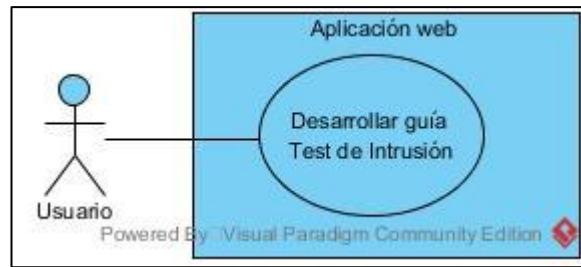 Aplicación web
Desarrollar guía
Test de Intrusión
Usuario
Powered By Visual Paradigm Community Edition